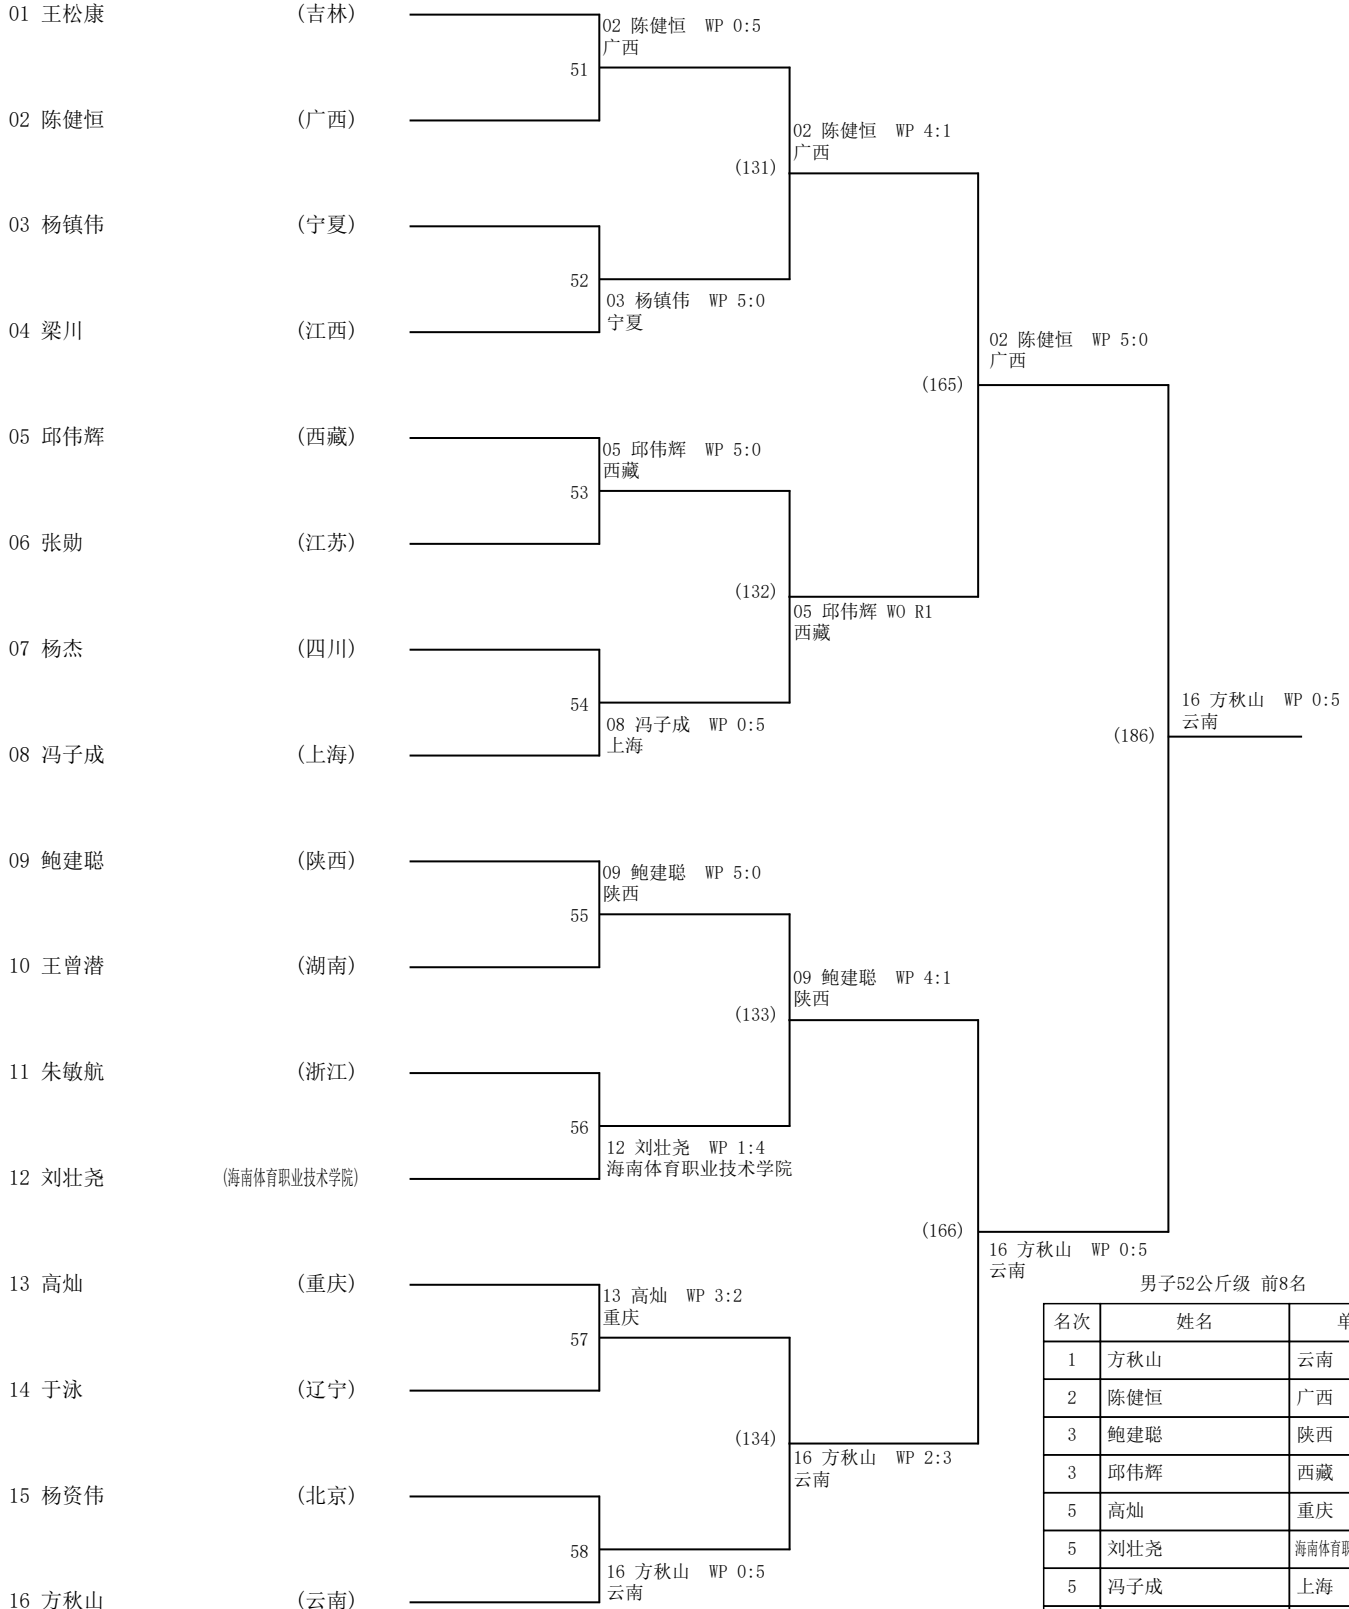 01 王松康 (吉林)
02 陈健恒 WP 0:5
广西
51
02 陈健恒 (广西)
02 陈健恒 WP 4:1
广西
(131)
03 杨镇伟 (宁夏)
52
03 杨镇伟 WP 5:0
宁夏
04 梁川 (江西)
02 陈健恒 WP 5:0
广西
(165)
05 邱伟辉 (西藏)
05 邱伟辉 WP 5:0
西藏
53
06 张勋 (江苏)
(132)
05 邱伟辉 WO R1
西藏
07 杨杰 (四川)
54
08 冯子成 WP 0:5
上海
08 冯子成 (上海)
16 方秋山 WP 0:5
云南
(186)
09 鲍建聪 (陕西)
09 鲍建聪 WP 5:0
陕西
55
10 王曾潜 (湖南)
09 鲍建聪 WP 4:1
陕西
(133)
11 朱敏航 (浙江)
56
12 刘壮尧 WP 1:4
海南体育职业技术学院
12 刘壮尧 (海南体育职业技术学院)
(166)
16 方秋山 WP 0:5
云南
13 高灿 (重庆)
13 高灿 WP 3:2
重庆
57
14 于泳 (辽宁)
(134)
16 方秋山 WP 2:3
云南
15 杨资伟 (北京)
58
16 方秋山 WP 0:5
云南
16 方秋山 (云南)
男子52公斤级 前8名
名次 姓名
1 方秋山 云南
2 陈健恒 广西
3 鲍建聪 陕西
3 邱伟辉 西藏
5 高灿 重庆
5 刘壮尧 海南体育
5 冯子成 上海